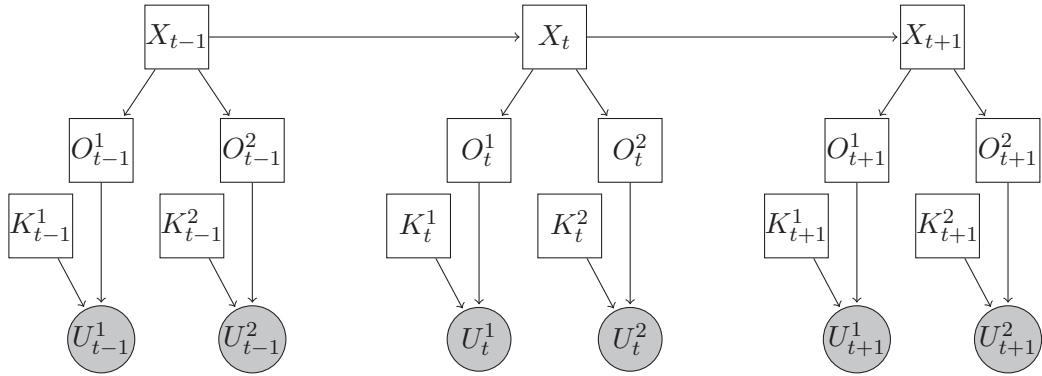 X_{t−1} X_t X_{t+1}
O^1_{t−1} O^2_{t−1} O^1_t O^2_t O^1_{t+1} O^2_{t+1}
K^1_{t−1} K^2_{t−1} K^1_t K^2_t K^1_{t+1} K^2_{t+1}
U^1_{t−1} U^2_{t−1} U^1_t U^2_t U^1_{t+1} U^2_{t+1}